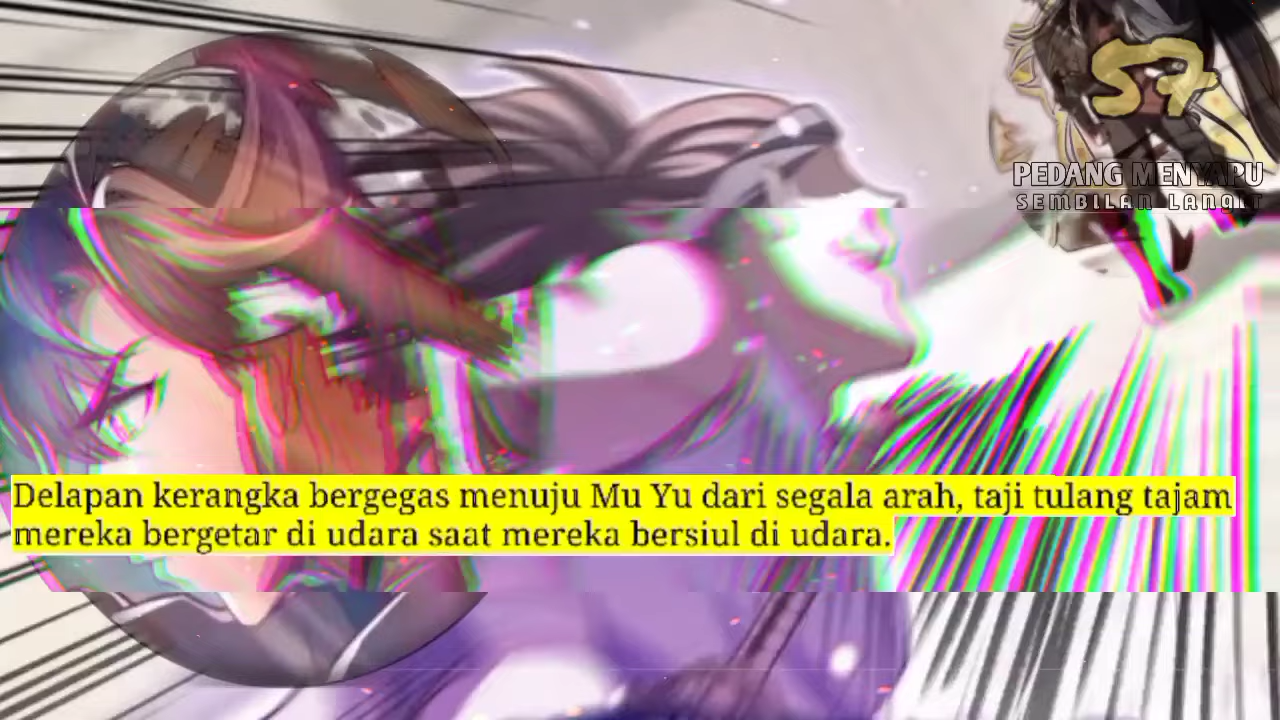 57
PEDANG MENYAPU
SEMBILAN LANGIT
Delapan kerangka bergegas menuju Mu Yu dari segala arah, taji tulang tajam
mereka bergetar di udara saat mereka bersiul di udara.